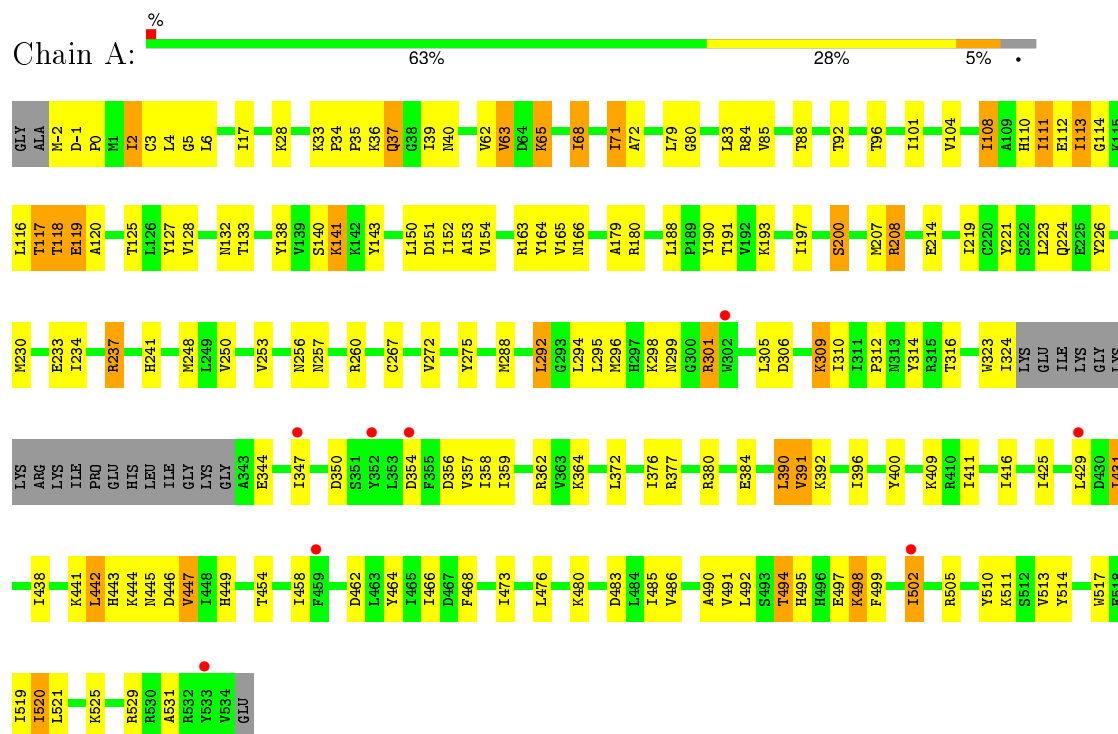 %
Chain A:
63% 28% 5% •
GLY ALA M-2 D-1 P0 M1 I2 C3 L4 G5 L6 I17 K28 K33 P34 P35 K36 Q37 G38 I39 N40 V62 V63 D64 K65 I68 I71 A72 L79 G80 L83 R84 V85 T88 T92 T96 I101 V104 I108 A109 H110 I111 E112 I113 G114 K115
L116 T117 T118 E119 A120 T125 L126 Y127 V128 N132 T133 Y138 V139 S140 K141 K142 Y143 L150 D151 I152 A153 V154 R163 Y164 V165 N166 A179 R180 L188 P189 Y190 T191 V192 K193 I197 S200 M207 R208 E214 I219 C220 Y221 S222 L223 Q224 E225 Y226
M230 E233 I234 R237 H241 M248 L249 V250 V253 N256 N257 R260 C267 V272 Y275 M288 L292 G293 L294 L295 M296 H297 K298 N299 G300 R301 W302 L305 D306 K309 I310 I311 P312 N313 Y314 R315 T316 W323 I324 LYS GLU ILE LYS GLY LYS
LYS ARG LYS ILE PRO GLU HIS LEU ILE GLY LYS GLY A343 E344 I347 D350 S351 Y352 L353 D354 F355 D356 V357 I358 I359 R362 V363 K364 L372 I376 R377 R380 E384 L390 V391 K392 I396 Y400 K409 R410 I411 I416 I425 L429 D430 I431
I438 K441 L442 H443 K444 N445 D446 V447 I448 H449 T454 I458 F459 D462 L463 Y464 I465 I466 D467 F468 I473 L476 K480 D483 L484 I485 V486 A490 V491 L492 S493 T494 H495 H496 E497 K498 F499 I502 R505 Y510 K511 S512 V513 Y514 W517 E518
I519 I520 L521 K525 R529 R530 A531 R532 Y533 V534 GLU